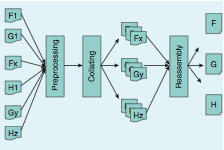 F1
G1
Fx
H1
Gy
Hz
Preprocessing
Collating
Fx
Gy
Hz
Reassembly
F
G
H